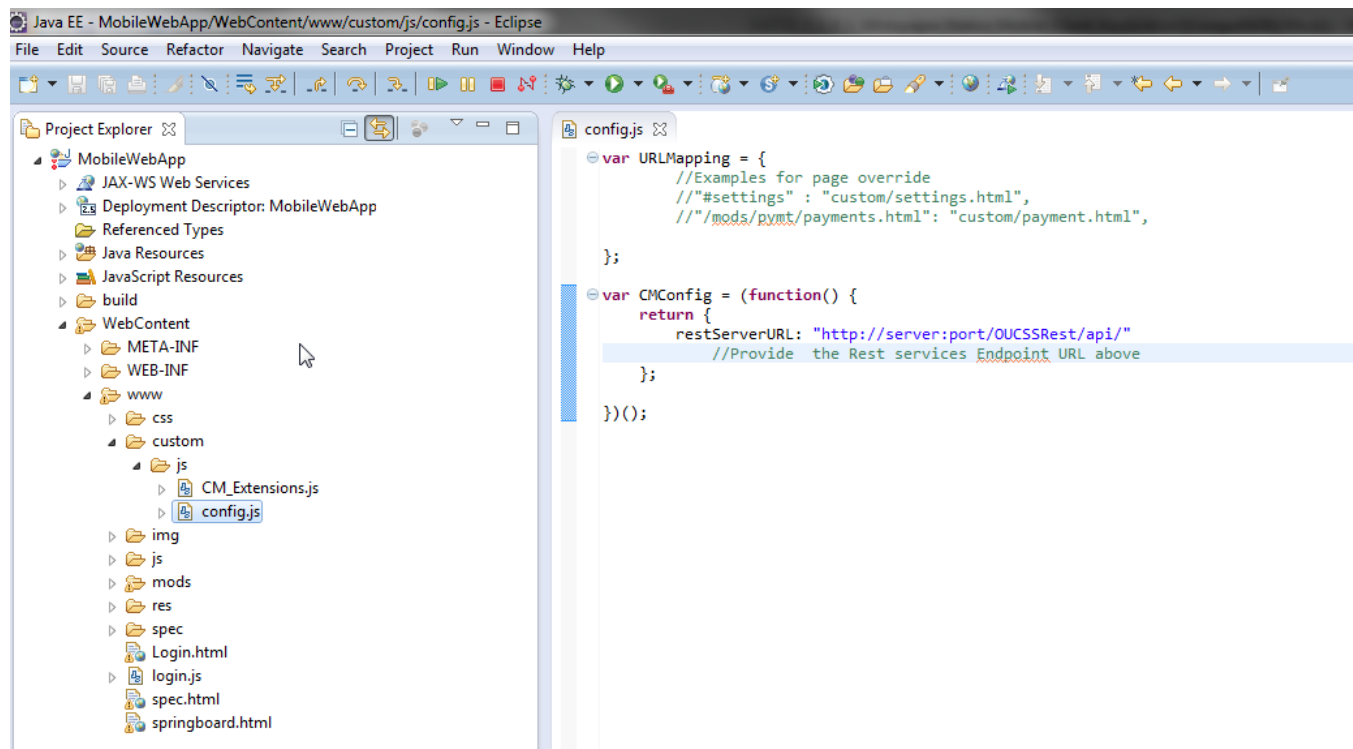 Java EE - MobileWebApp/WebContent/www/custom/js/config.js - Eclipse
File Edit Source Refactor Navigate Search Project Run Window Help
Project Explorer
MobileWebApp
JAX-WS Web Services
2.5 Deployment Descriptor: MobileWebApp
Referenced Types
Java Resources
JavaScript Resources
build
WebContent
META-INF
WEB-INF
www
css
custom
js
CM_Extensions.js
config.js
img
js
mods
res
spec
Login.html
login.js
spec.html
springboard.html
config.js
var URLMapping = {
//Examples for page override
//"#settings" : "custom/settings.html",
//"/mods/pymt/payments.html": "custom/payment.html",
};
var CMConfig = (function() {
return {
restServerURL: "http://server:port/OUCSSRest/api/"
//Provide  the Rest services Endpoint URL above
};
})();